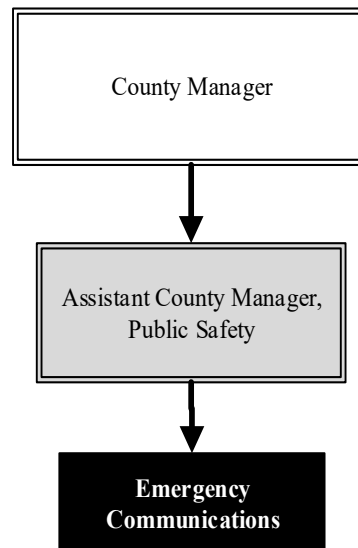 County Manager
Assistant County Manager,
Public Safety
Emergency
Communications